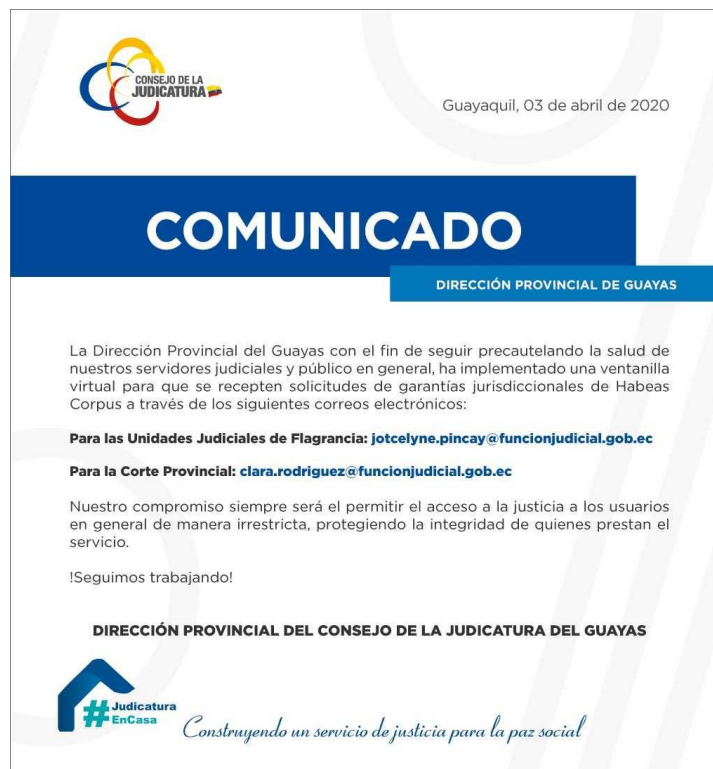 CONSEJO DE LA
JUDICATURA
Guayaquil, 03 de abril de 2020
COMUNICADO
DIRECCIÓN PROVINCIAL DE GUAYAS
La Dirección Provincial del Guayas con el fin de seguir precautelando la salud de
nuestros servidores judiciales y público en general, ha implementado una ventanilla
virtual para que se recepten solicitudes de garantías jurisdiccionales de Habeas
Corpus a través de los siguientes correos electrónicos:
Para las Unidades Judiciales de Flagrancia: jotcelyne.pincay@funcionjudicial.gob.ec
Para la Corte Provincial: clara.rodriguez@funcionjudicial.gob.ec
Nuestro compromiso siempre será el permitir el acceso a la justicia a los usuarios
en general de manera irrestricta, protegiendo la integridad de quienes prestan el
servicio.
!Seguimos trabajando!
DIRECCIÓN PROVINCIAL DEL CONSEJO DE LA JUDICATURA DEL GUAYAS
#Judicatura
EnCasa
Construyendo un servicio de justicia para la paz social